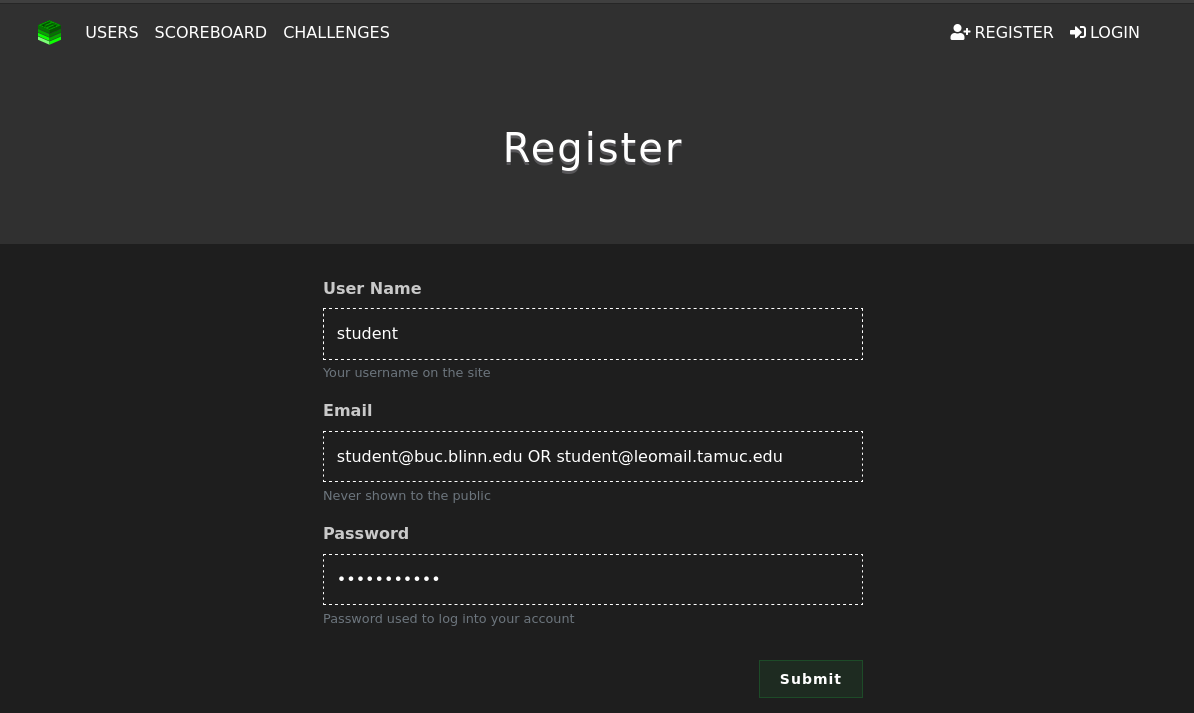 USERS SCOREBOARD CHALLENGES REGISTER LOGIN
Register
User Name
student
Your username on the site
Email
student@buc.blinn.edu OR student@leomail.tamuc.edu
Never shown to the public
Password
•••••••••••
Password used to log into your account
Submit